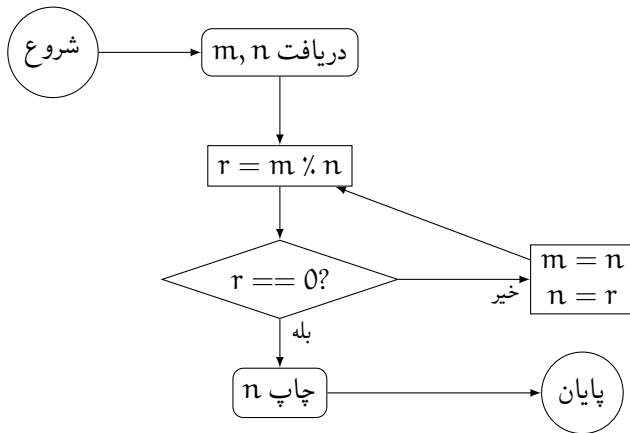 شروع
دریافت m, n
r = m ٪ n
r == 0?
خیر
m = n
n = r
بله
چاپ n
پایان